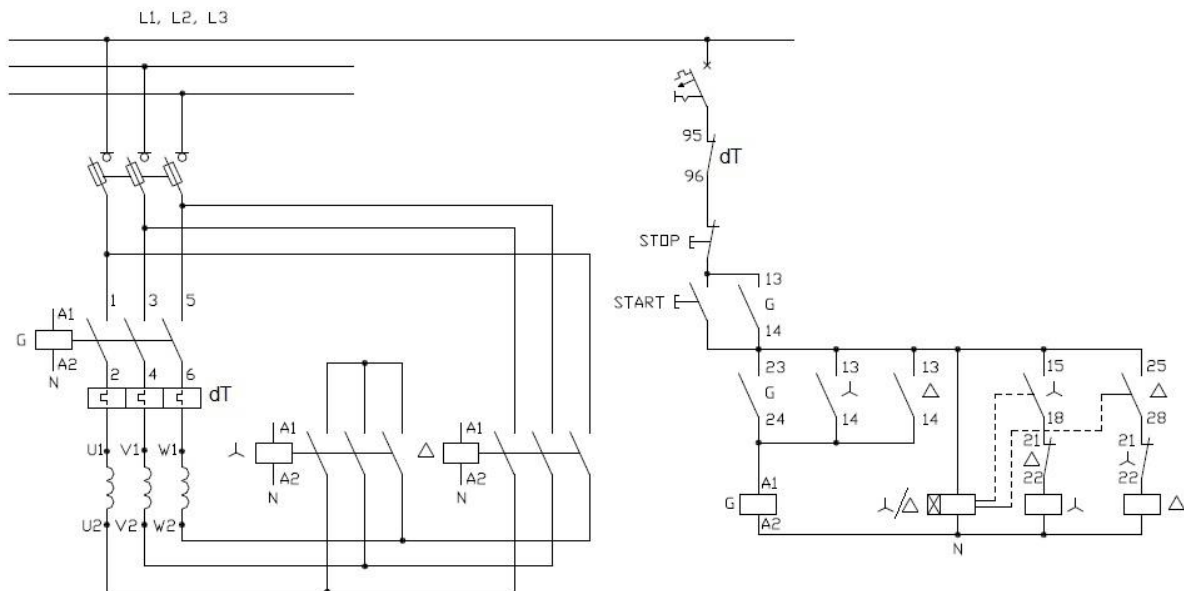 L1, L2, L3
95
dT
96
STOP
13
START
G
14
1 3 5
A1
G
A2
N
2 4 6
dT
23 13 13 15 25
G
24 14 14 18 28
U1 V1 W1
A1 A1
A2 A2
N N
21 21
22 22
U2 V2 W2
A1
G
A2
/
N